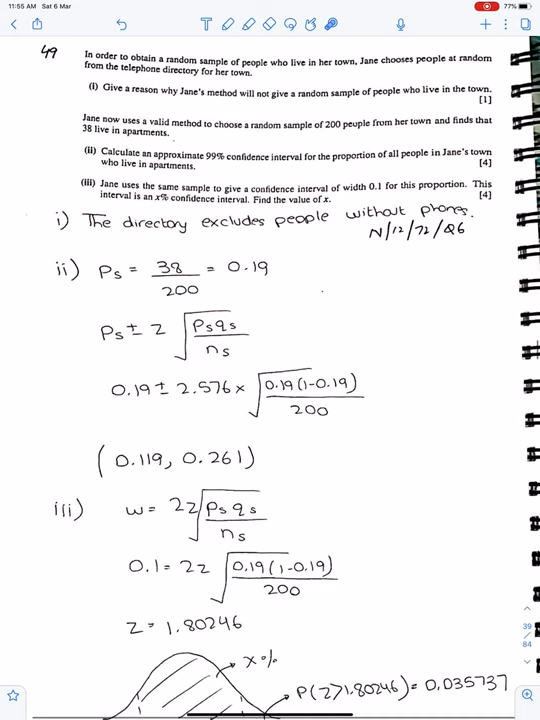 11:55 AM Sat 6 Mar
77%
49
In order to obtain a random sample of people who live in her town, Jane chooses people at random
from the telephone directory for her town.
(i) Give a reason why Jane's method will not give a random sample of people who live in the town.
[1]
Jane now uses a valid method to choose a random sample of 200 people from her town and finds that
38 live in apartments.
(ii) Calculate an approximate 99% confidence interval for the proportion of all people in Jane's town
who live in apartments.
[4]
(iii) Jane uses the same sample to give a confidence interval of width 0.1 for this proportion. This
interval is an x% confidence interval. Find the value of x.
[4]
i) The directory excludes people without phones.
N/12/72/Q6
ii) Ps = 38/200 = 0.19
Ps ± z √(Ps qs / ns)
0.19 ± 2.576 × √(0.19(1-0.19) / 200)
(0.119, 0.261)
iii) w = 2z √(Ps qs / ns)
0.1 = 2z √(0.19(1-0.19) / 200)
z = 1.80246
x%
P(Z>1.80246) = 0.035737
39
/
84